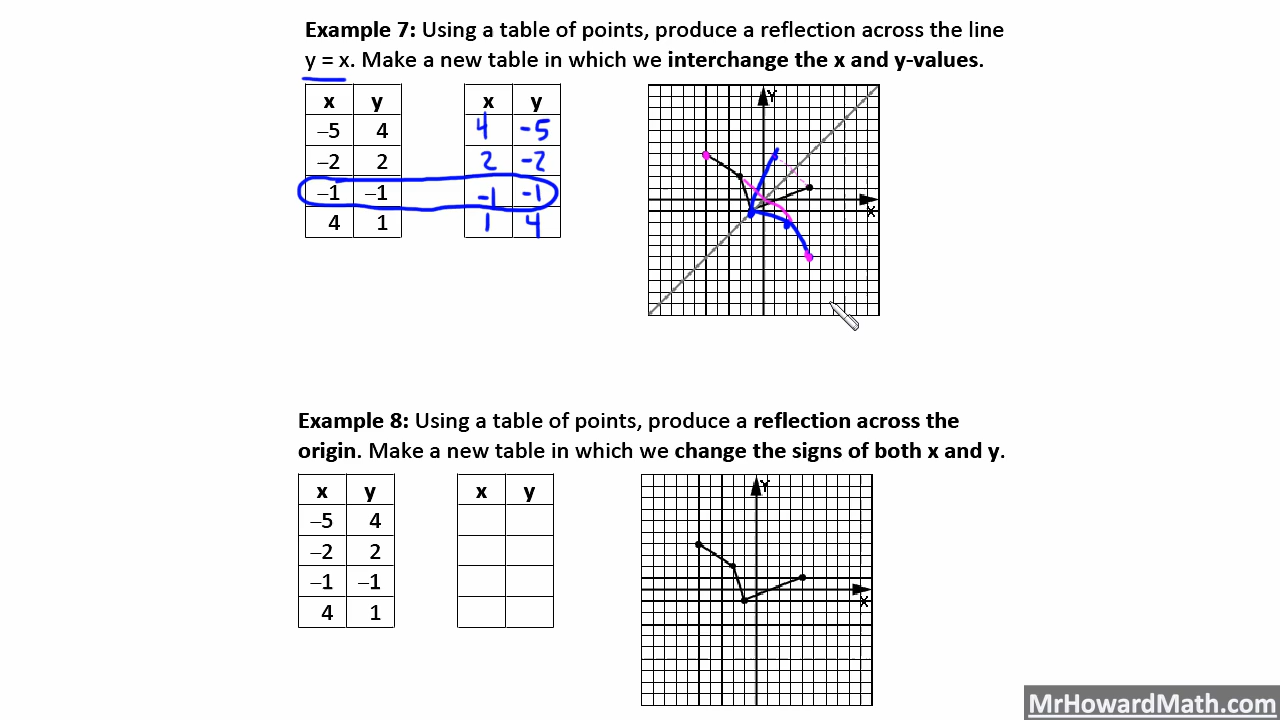 Example 7: Using a table of points, produce a reflection across the line
y = x. Make a new table in which we interchange the x and y-values.
x y
–5 4
–2 2
–1 –1
4 1
x y
4 -5
2 -2
-1 -1
1 4
Y
X
Example 8: Using a table of points, produce a reflection across the
origin. Make a new table in which we change the signs of both x and y.
x y
–5 4
–2 2
–1 –1
4 1
x y
Y
X
MrHowardMath.com